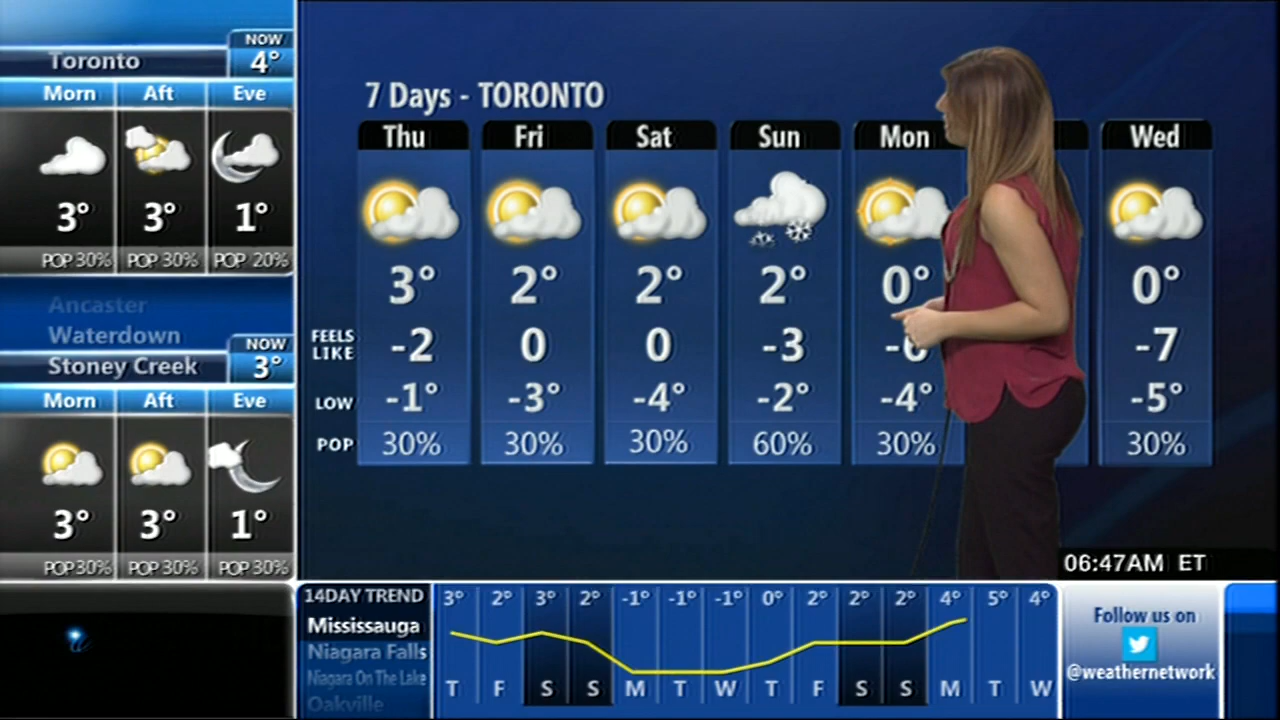 Toronto
NOW
4°
Morn Aft Eve
3° 3° 1°
POP 30% POP 30% POP 20%
Ancaster
Waterdown
Stoney Creek
NOW
3°
Morn Aft Eve
3° 3° 1°
POP 30% POP 30% POP 30%
7 Days - TORONTO
Thu Fri Sat Sun Mon Wed
3° 2° 2° 2° 0° 0°
FEELS
LIKE
-2 0 0 -3 -6 -7
LOW -1° -3° -4° -2° -4° -5°
POP 30% 30% 30% 60% 30% 30%
06:47AM ET
14DAY TREND
Mississauga
Niagara Falls
Niagara On The Lake
Oakville
3° 2° 3° 2° -1° -1° -1° 0° 2° 2° 2° 4° 5° 4°
T F S S M T W T F S S M T W
Follow us on
@weathernetwork